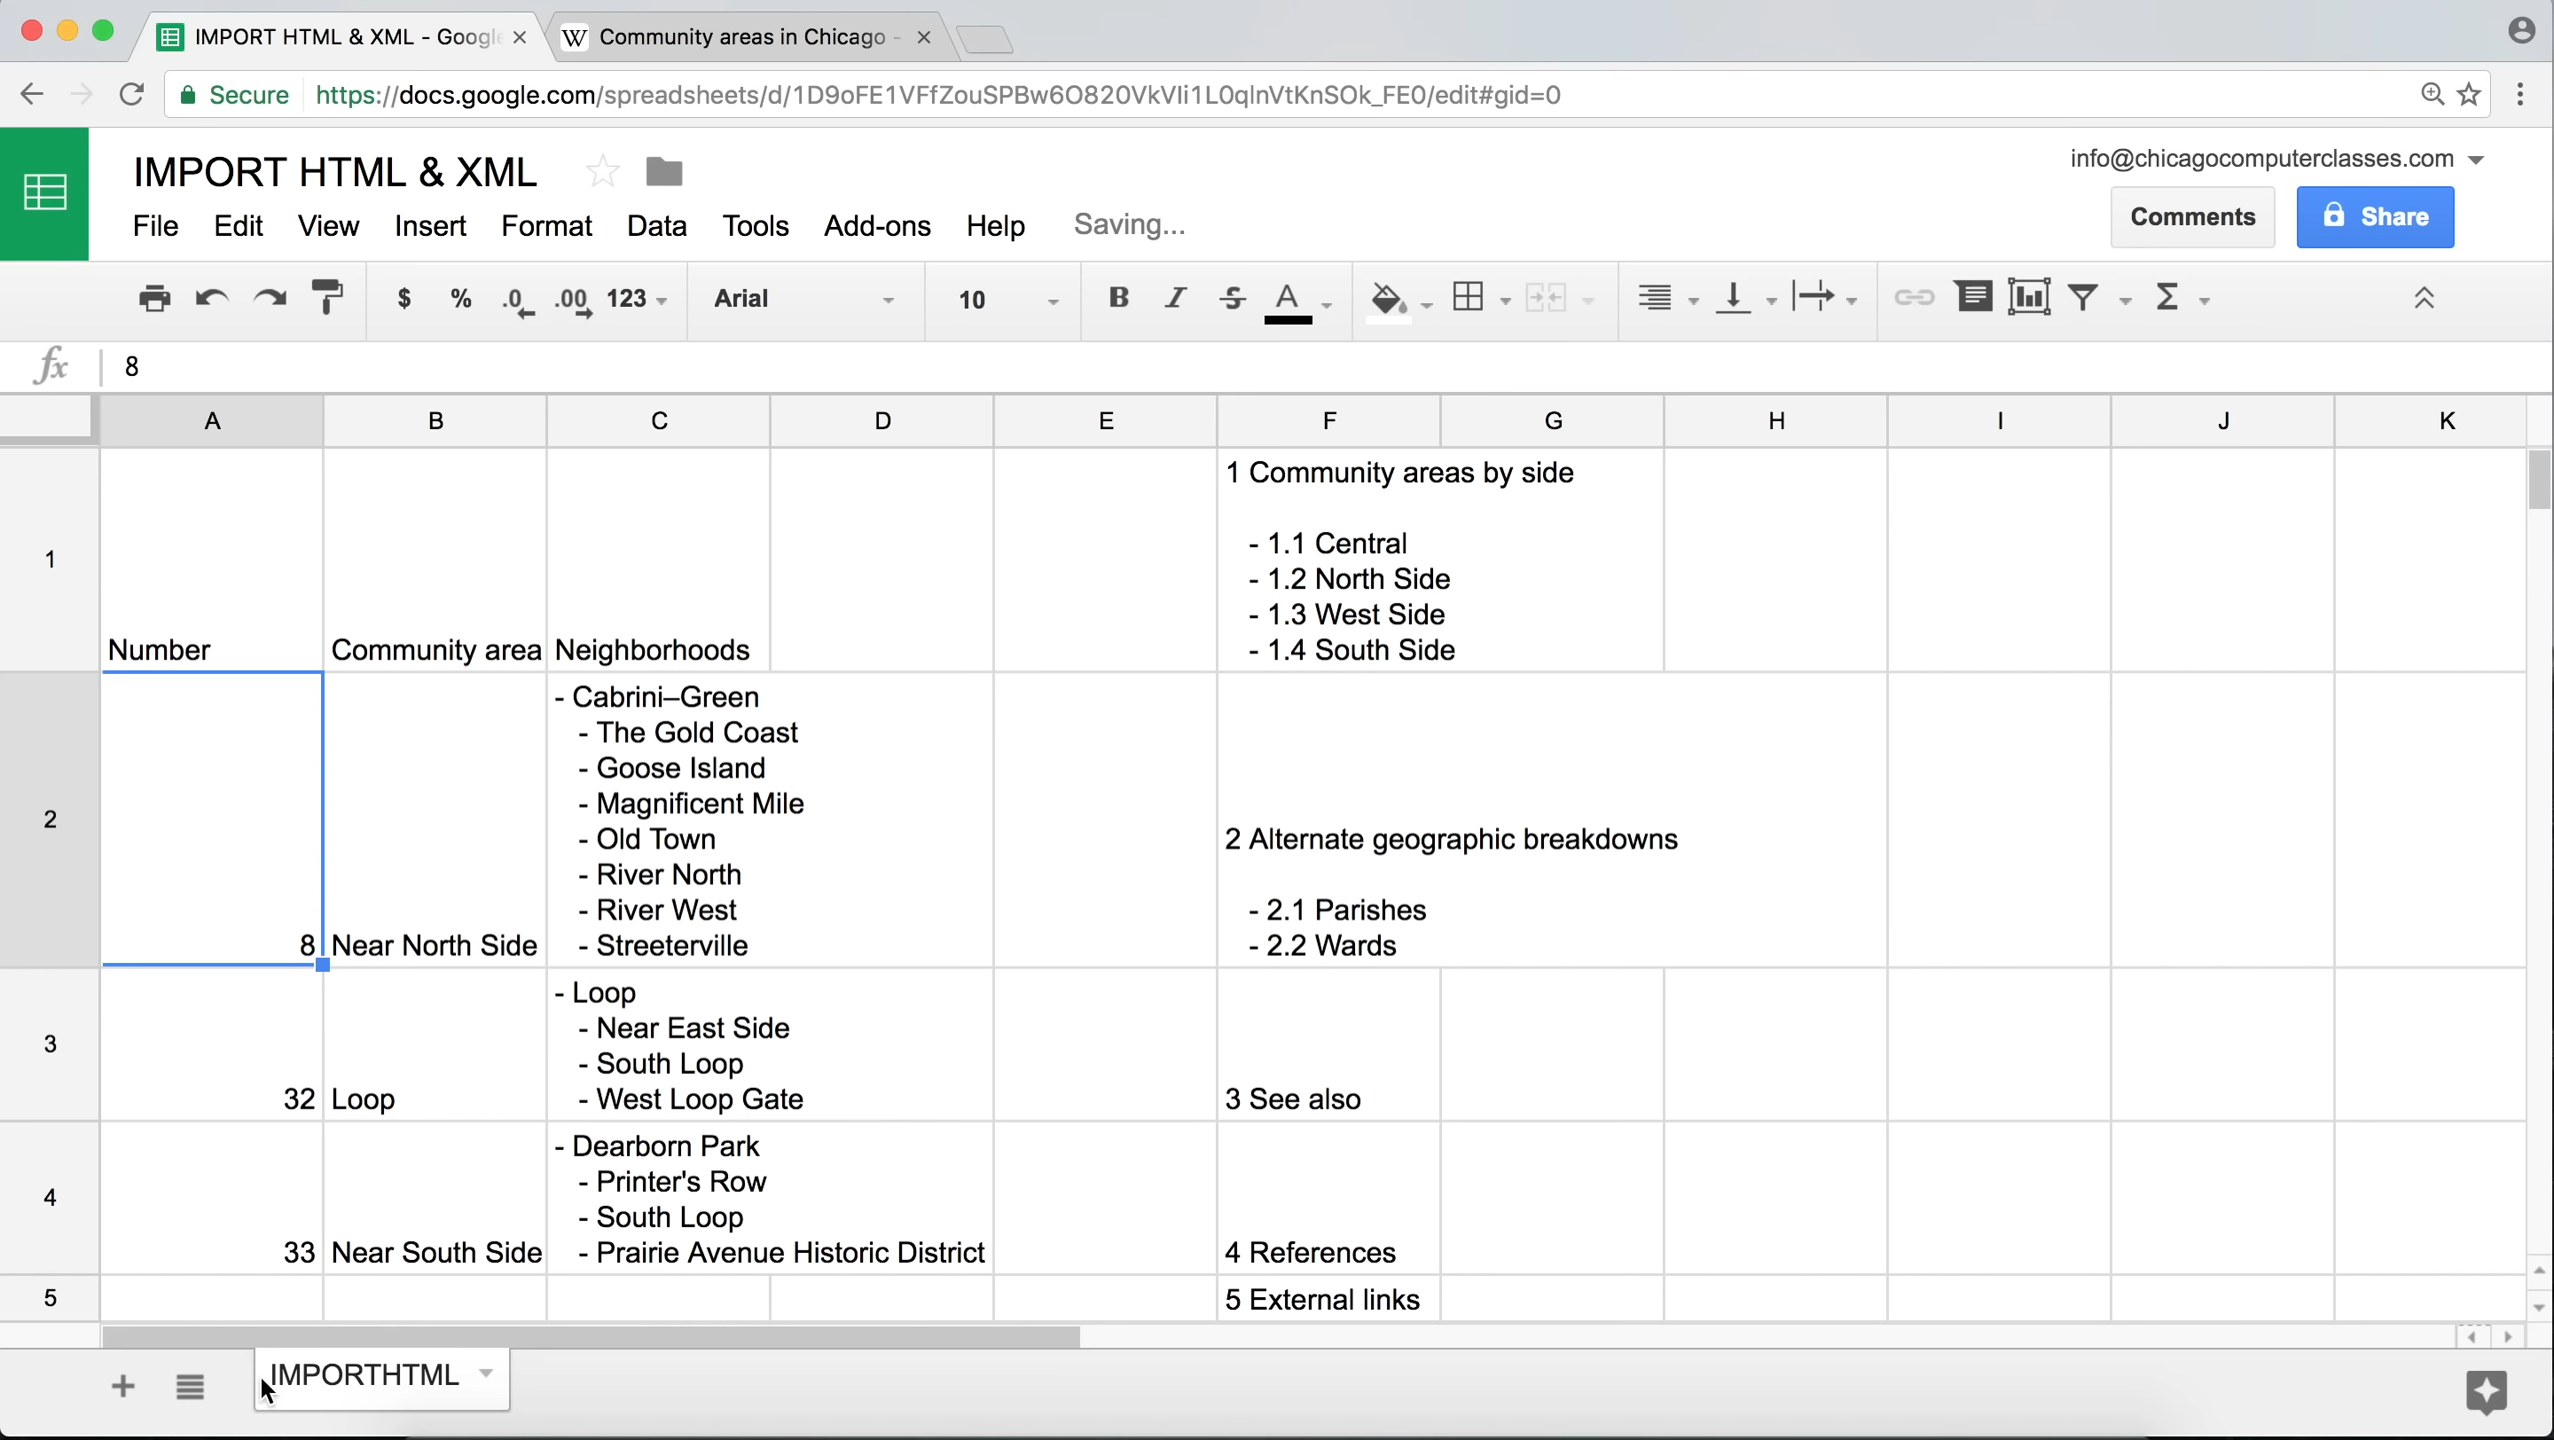 IMPORT HTML & XML - Google
Community areas in Chicago -
Secure https://docs.google.com/spreadsheets/d/1D9oFE1VFfZouSPBw6O820VkVIi1L0qInVtKnSOk_FE0/edit#gid=0
IMPORT HTML & XML
info@chicagocomputerclasses.com
File Edit View Insert Format Data Tools Add-ons Help Saving...
Comments Share
$ % .0 .00 123 Arial 10 B I S A
fx 8
A B C D E F G H I J K
1 Community areas by side
- 1.1 Central
- 1.2 North Side
- 1.3 West Side
- 1.4 South Side
1
Number Community area Neighborhoods
- Cabrini–Green
- The Gold Coast
- Goose Island
- Magnificent Mile
- Old Town
- River North
- River West
- Streeterville
2
8 Near North Side
2 Alternate geographic breakdowns
- 2.1 Parishes
- 2.2 Wards
- Loop
- Near East Side
- South Loop
- West Loop Gate
3
32 Loop
3 See also
- Dearborn Park
- Printer's Row
- South Loop
- Prairie Avenue Historic District
4
33 Near South Side
4 References
5
5 External links
IMPORTHTML